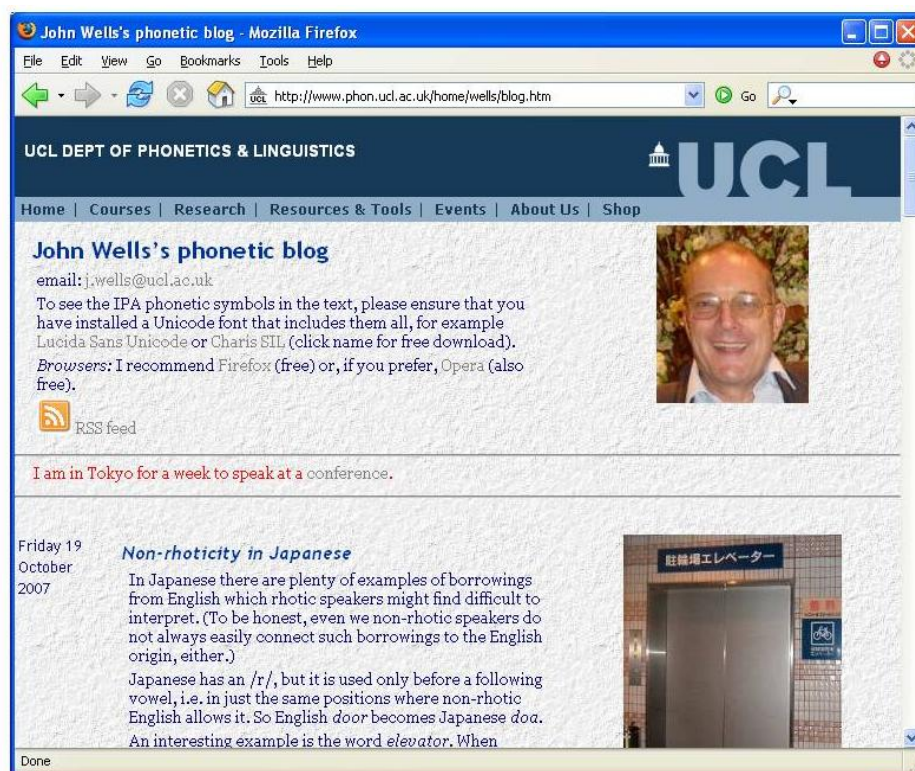 John Wells's phonetic blog - Mozilla Firefox
File Edit View Go Bookmarks Tools Help
http://www.phon.ucl.ac.uk/home/wells/blog.htm Go
UCL DEPT OF PHONETICS & LINGUISTICS
UCL
Home | Courses | Research | Resources & Tools | Events | About Us | Shop
John Wells's phonetic blog
email: j.wells@ucl.ac.uk
To see the IPA phonetic symbols in the text, please ensure that you
have installed a Unicode font that includes them all, for example
Lucida Sans Unicode or Charis SIL (click name for free download).
Browsers: I recommend Firefox (free) or, if you prefer, Opera (also
free).
RSS feed
I am in Tokyo for a week to speak at a conference.
Friday 19
October
2007
Non-rhoticity in Japanese
In Japanese there are plenty of examples of borrowings
from English which rhotic speakers might find difficult to
interpret. (To be honest, even we non-rhotic speakers do
not always easily connect such borrowings to the English
origin, either.)
Japanese has an /r/, but it is used only before a following
vowel, i.e. in just the same positions where non-rhotic
English allows it. So English door becomes Japanese doa.
An interesting example is the word elevator. When
駐輪場エレベーター
Done